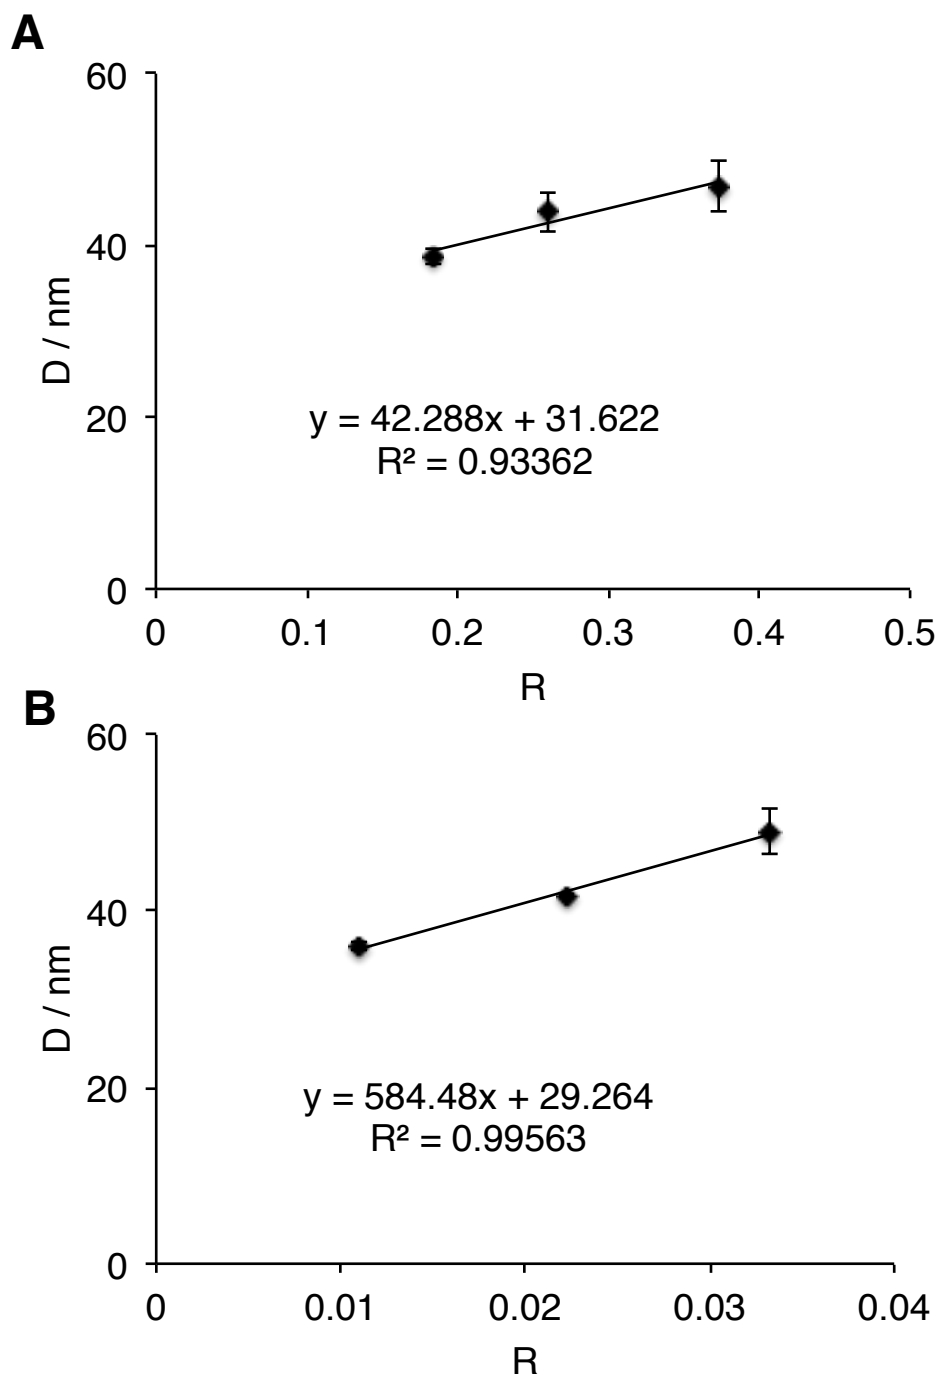 A
60
40
20
0
D / nm
y = 42.288x + 31.622
R² = 0.93362
0 0.1 0.2 0.3 0.4 0.5
R
B
60
40
20
0
D / nm
y = 584.48x + 29.264
R² = 0.99563
0 0.01 0.02 0.03 0.04
R